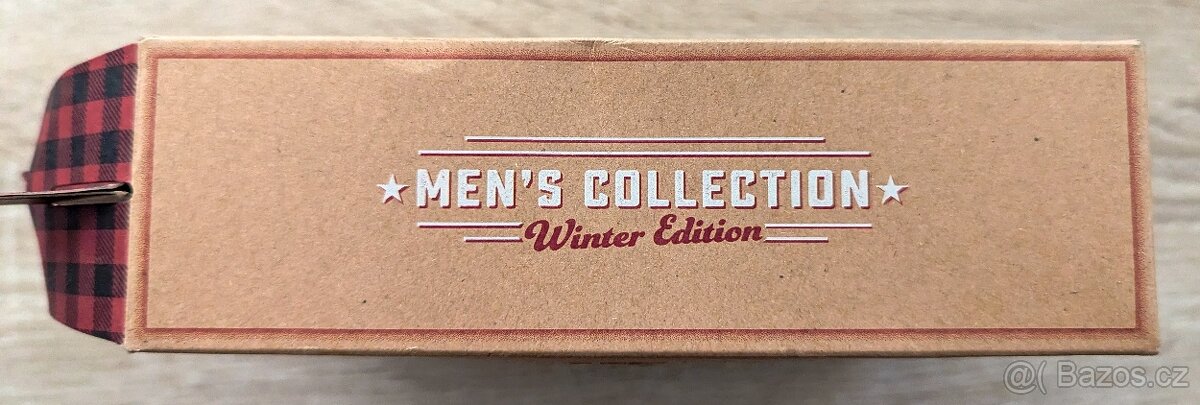 ★MEN'S COLLECTION★
Winter Edition
@( Bazos.cz